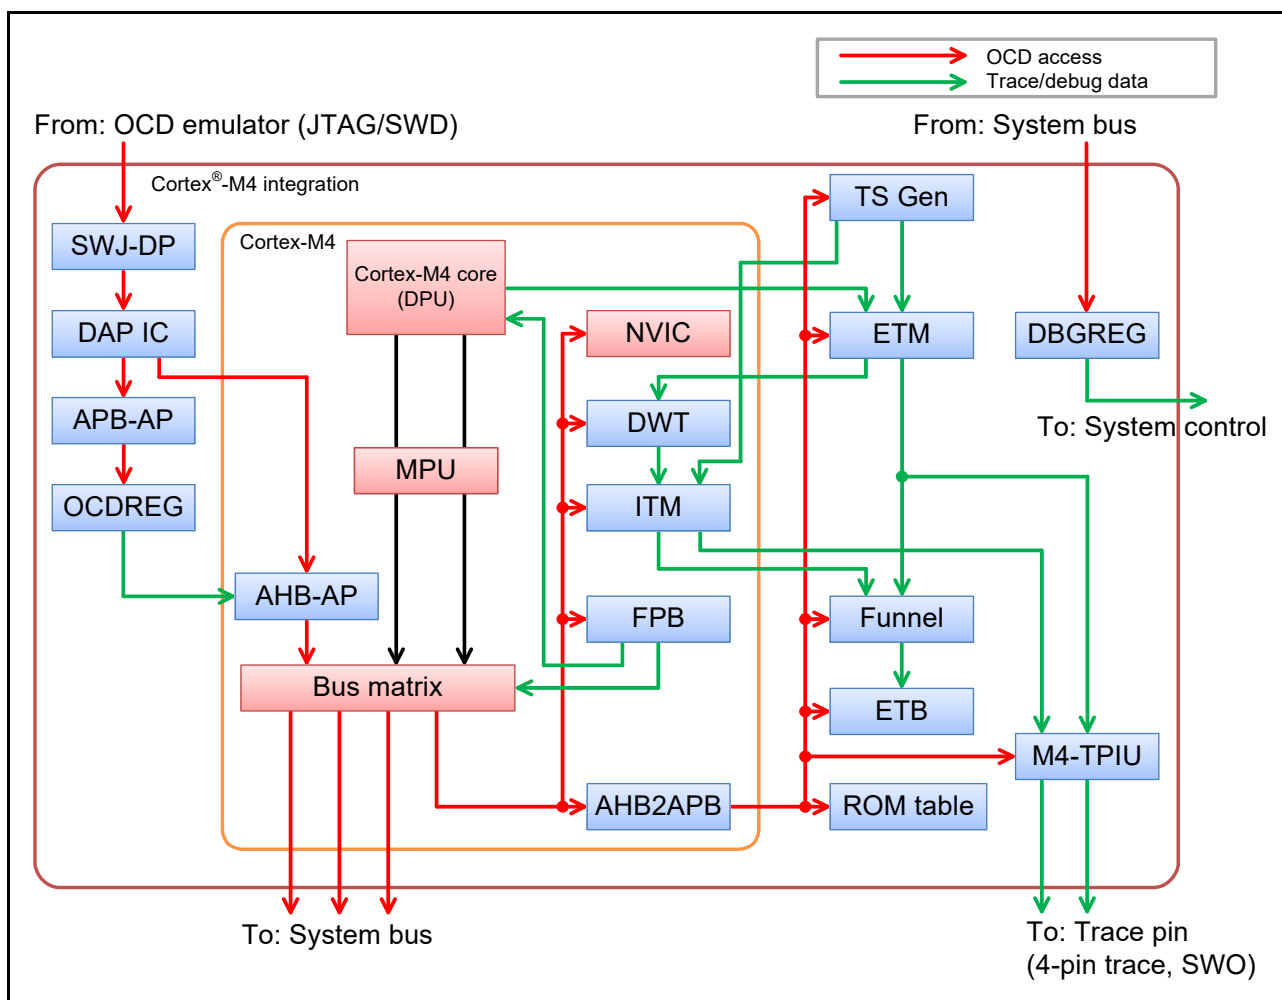 OCD access
Trace/debug data
From: OCD emulator (JTAG/SWD)
From: System bus
Cortex®-M4 integration
TS Gen
SWJ-DP
Cortex-M4
Cortex-M4 core
(DPU)
DAP IC
NVIC
ETM
DBGREG
APB-AP
DWT
To: System control
MPU
OCDREG
ITM
AHB-AP
FPB
Funnel
Bus matrix
ETB
M4-TPIU
AHB2APB
ROM table
To: System bus
To: Trace pin
(4-pin trace, SWO)